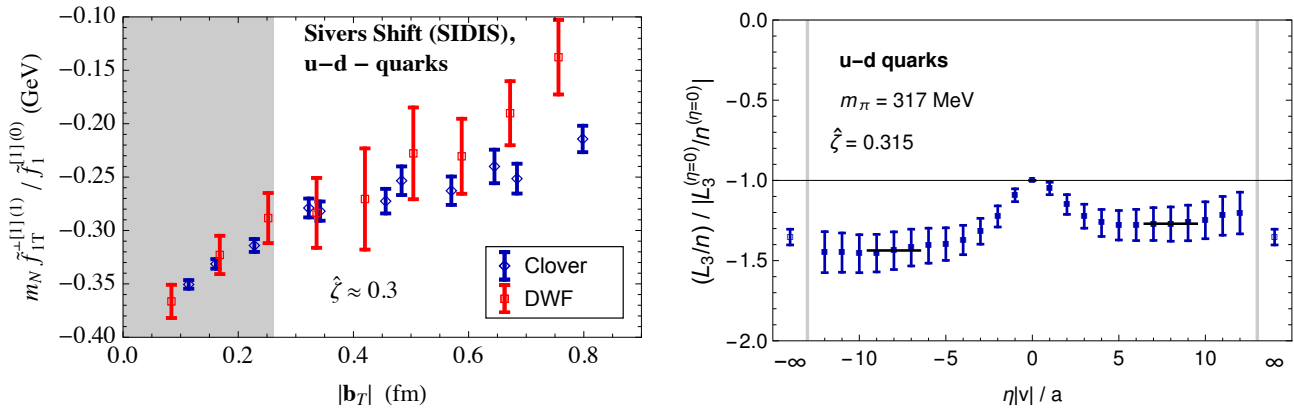 Sivers Shift (SIDIS),
u−d − quarks
m_N f̃_{1T}^{⊥[1](1)} / f̃_1^{[1](0)} (GeV)
−0.10
−0.15
−0.20
−0.25
−0.30
−0.35
−0.40
ζ̂ ≈ 0.3
Clover
DWF
0.0 0.2 0.4 0.6 0.8
|b_T| (fm)
u−d quarks
m_π = 317 MeV
ζ̂ = 0.315
(L_3/n) / |L_3^{(η=0)}/n^{(η=0)}|
0.0
−0.5
−1.0
−1.5
−2.0
−∞ −10 −5 0 5 10 ∞
η|v| / a